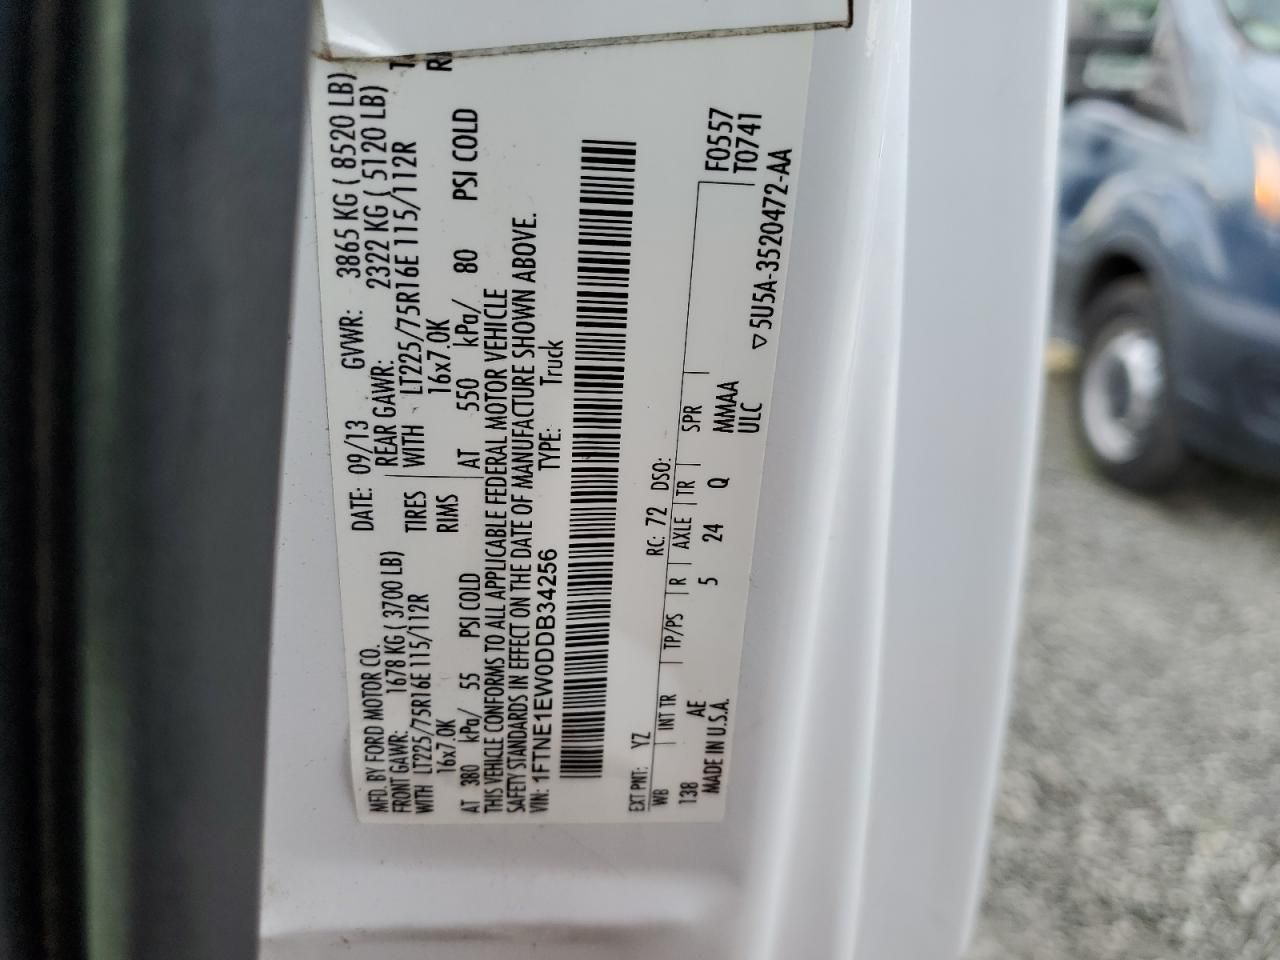 MFD. BY FORD MOTOR CO.
DATE: 09/13 GVWR: 3865 KG ( 8520 LB)
FRONT GAWR: 1678 KG ( 3700 LB)
REAR GAWR: 2322 KG ( 5120 LB)
WITH LT225/75R16E 115/112R
TIRES WITH LT225/75R16E 115/112R
16x7.0K
RIMS 16x7.0K
AT 380 kPa/ 55 PSI COLD
AT 550 kPa/ 80 PSI COLD
THIS VEHICLE CONFORMS TO ALL APPLICABLE FEDERAL MOTOR VEHICLE
SAFETY STANDARDS IN EFFECT ON THE DATE OF MANUFACTURE SHOWN ABOVE.
VIN: 1FTNE1EW0DDB34256 TYPE: Truck
F0557
T0741
EXT PNT: YZ RC: 72 DSO:
WB INT TR TP/PS R AXLE TR SPR
138 AE 5 24 Q MMAA
MADE IN U.S.A. ULC
▽5U5A-3520472-AA